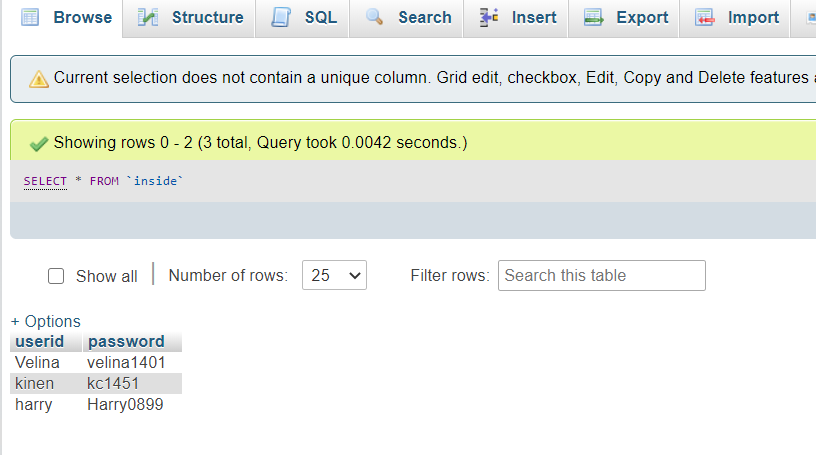 Browse Structure SQL Search Insert Export Import
Current selection does not contain a unique column. Grid edit, checkbox, Edit, Copy and Delete features
Showing rows 0 - 2 (3 total, Query took 0.0042 seconds.)
SELECT * FROM `inside`
Show all | Number of rows: 25 Filter rows: Search this table
+ Options
userid password
Velina velina1401
kinen kc1451
harry Harry0899